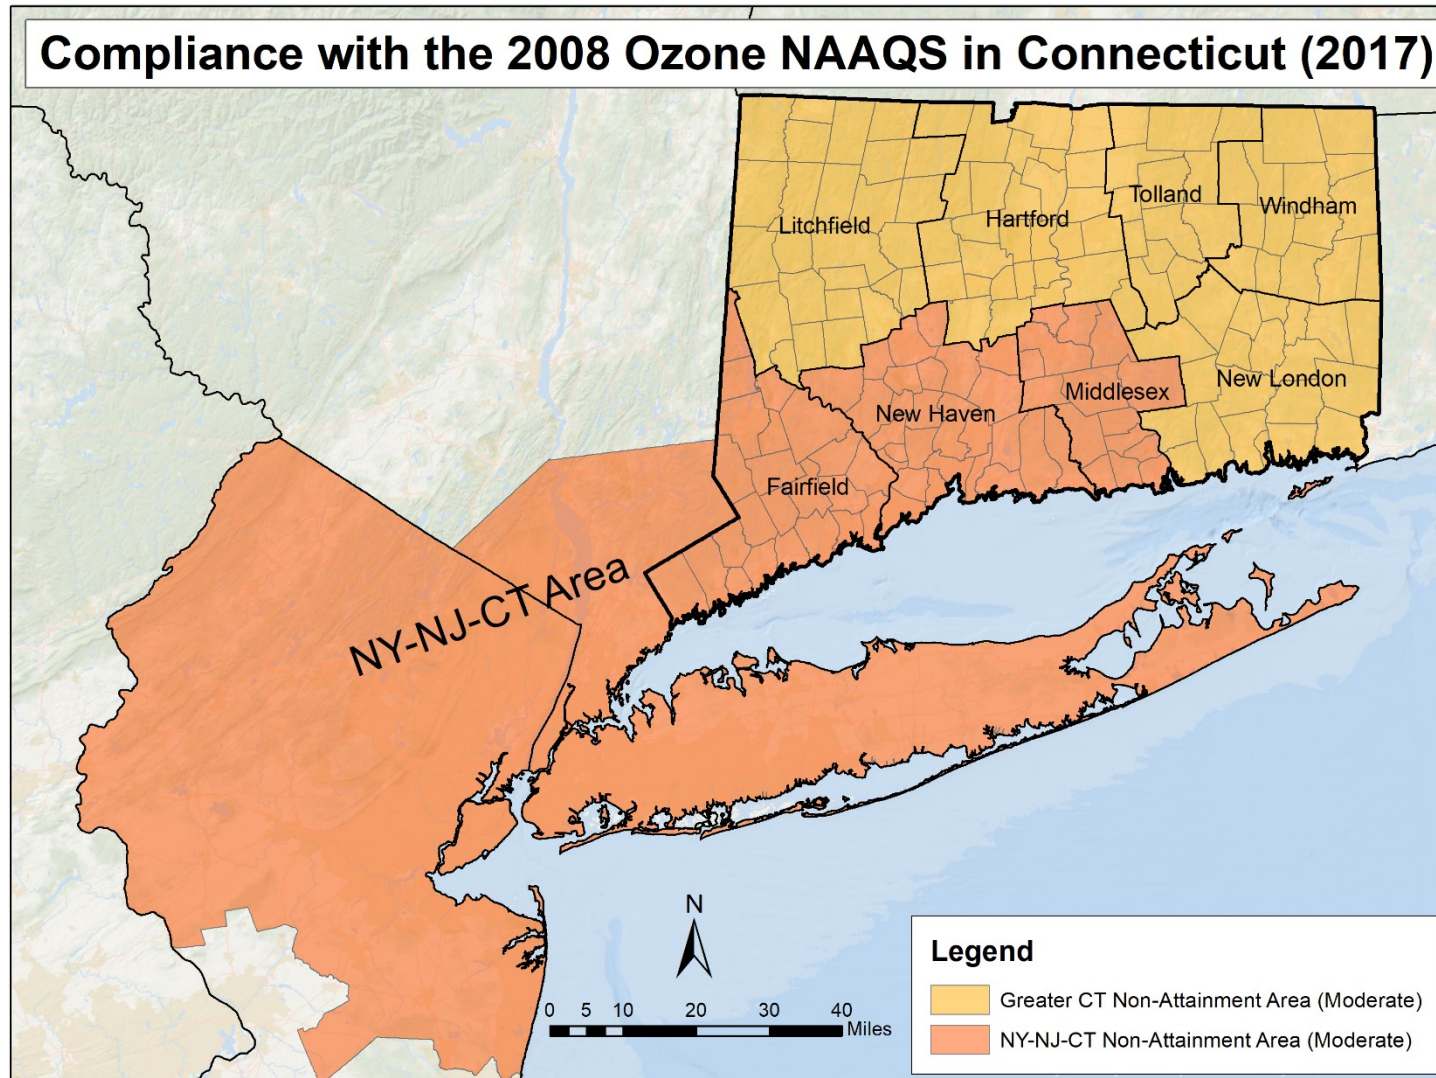 Compliance with the 2008 Ozone NAAQS in Connecticut (2017)
Litchfield
Hartford
Tolland
Windham
New Haven
Middlesex
New London
Fairfield
NY-NJ-CT Area
N
0 5 10 20 30 40
Miles
Legend
Greater CT Non-Attainment Area (Moderate)
NY-NJ-CT Non-Attainment Area (Moderate)